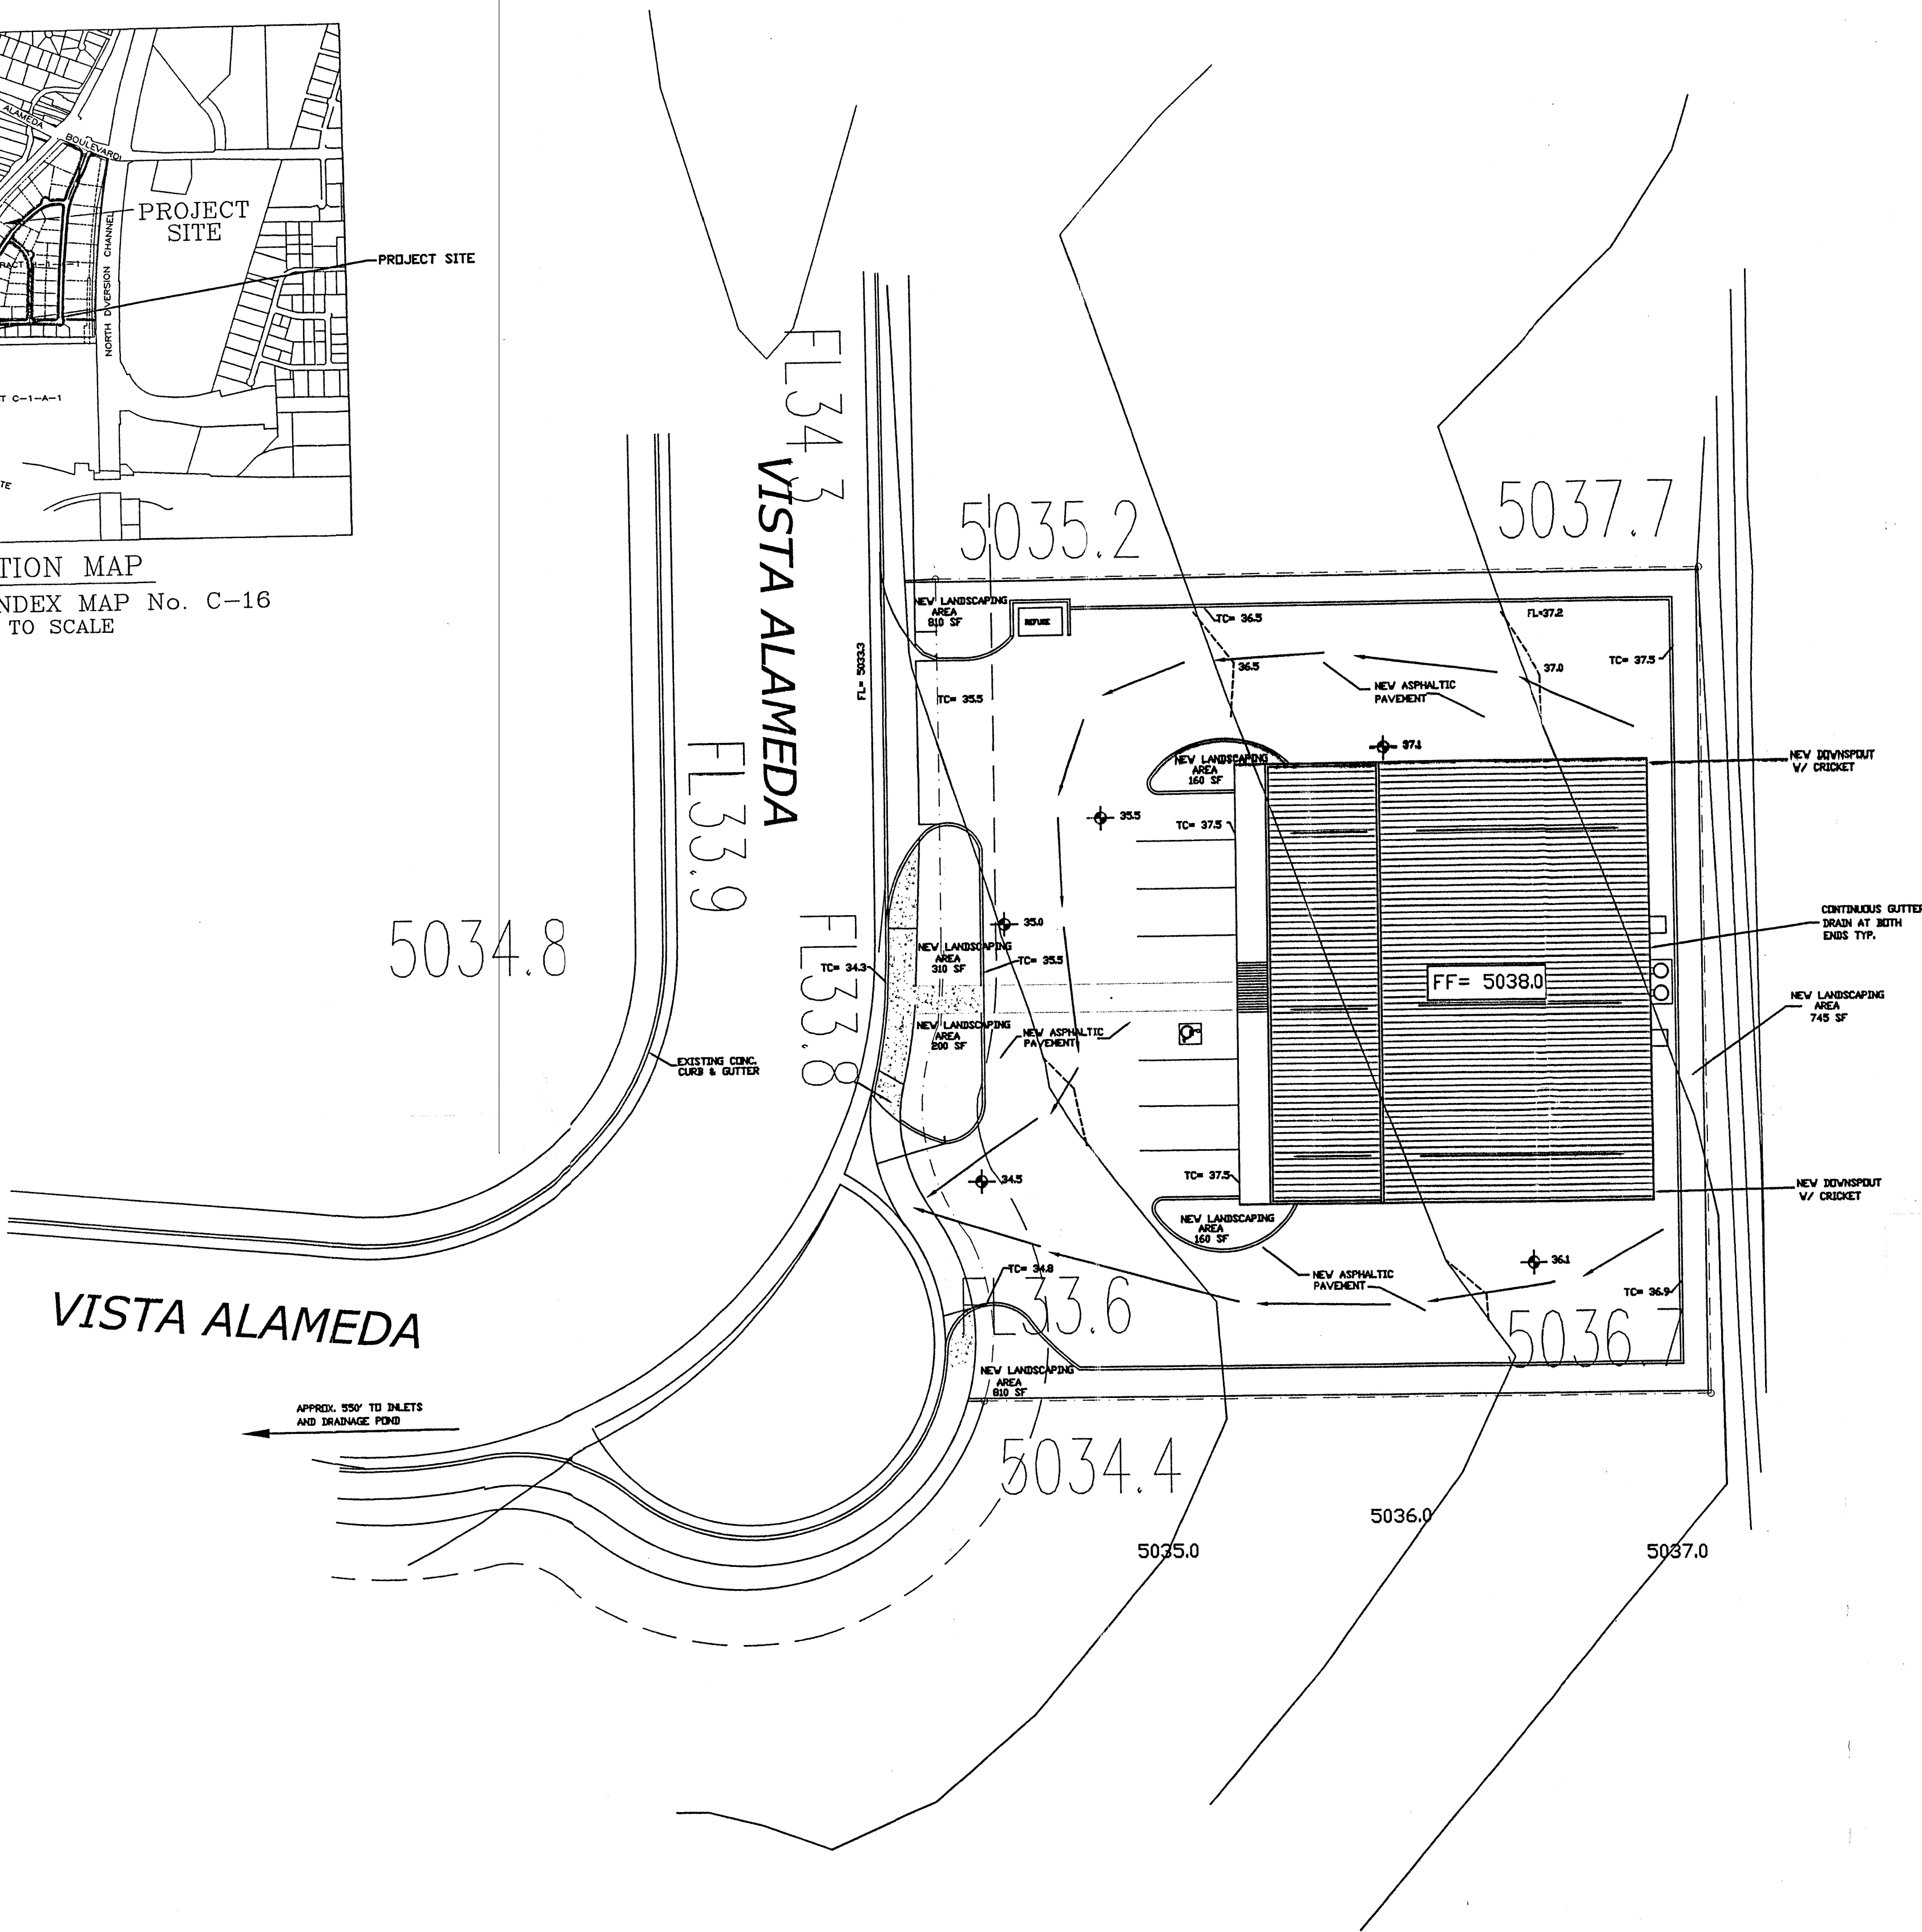 ALAMEDA
BOULEVARD
PROJECT
SITE
NORTH DIVERSION CHANNEL
PROJECT SITE
T C-1-A-1
TE
TION MAP
NDEX MAP No. C-16
TO SCALE
FL34.3
VISTA ALAMEDA
5035.2
5037.7
NEW LANDSCAPING
AREA
810 SF
REFUSE
TC= 36.5
FL=37.2
36.5
37.0
TC= 37.5
FL= 5033.3
TC= 35.5
NEW ASPHALTIC
PAVEMENT
37.1
NEW LANDSCAPING
AREA
160 SF
NEW DOWNSPOUT
W/ CRICKET
FL33.9
35.5
TC= 37.5
5034.8
35.0
CONTINUOUS GUTTER
DRAIN AT BOTH
ENDS TYP.
NEW LANDSCAPING
AREA
310 SF
TC= 34.3
TC= 35.5
FL33.8
FF= 5038.0
NEW LANDSCAPING
AREA
745 SF
NEW LANDSCAPING
AREA
200 SF
NEW ASPHALTIC
PAVEMENT
EXISTING CONC.
CURB & GUTTER
TC= 37.5
34.5
NEW DOWNSPOUT
W/ CRICKET
NEW LANDSCAPING
AREA
160 SF
36.1
TC= 34.8
NEW ASPHALTIC
PAVEMENT
TC= 36.9
FL33.6
5036.7
VISTA ALAMEDA
NEW LANDSCAPING
AREA
810 SF
APPROX. 550' TO INLETS
AND DRAINAGE POND
5034.4
5036.0
5035.0
5037.0